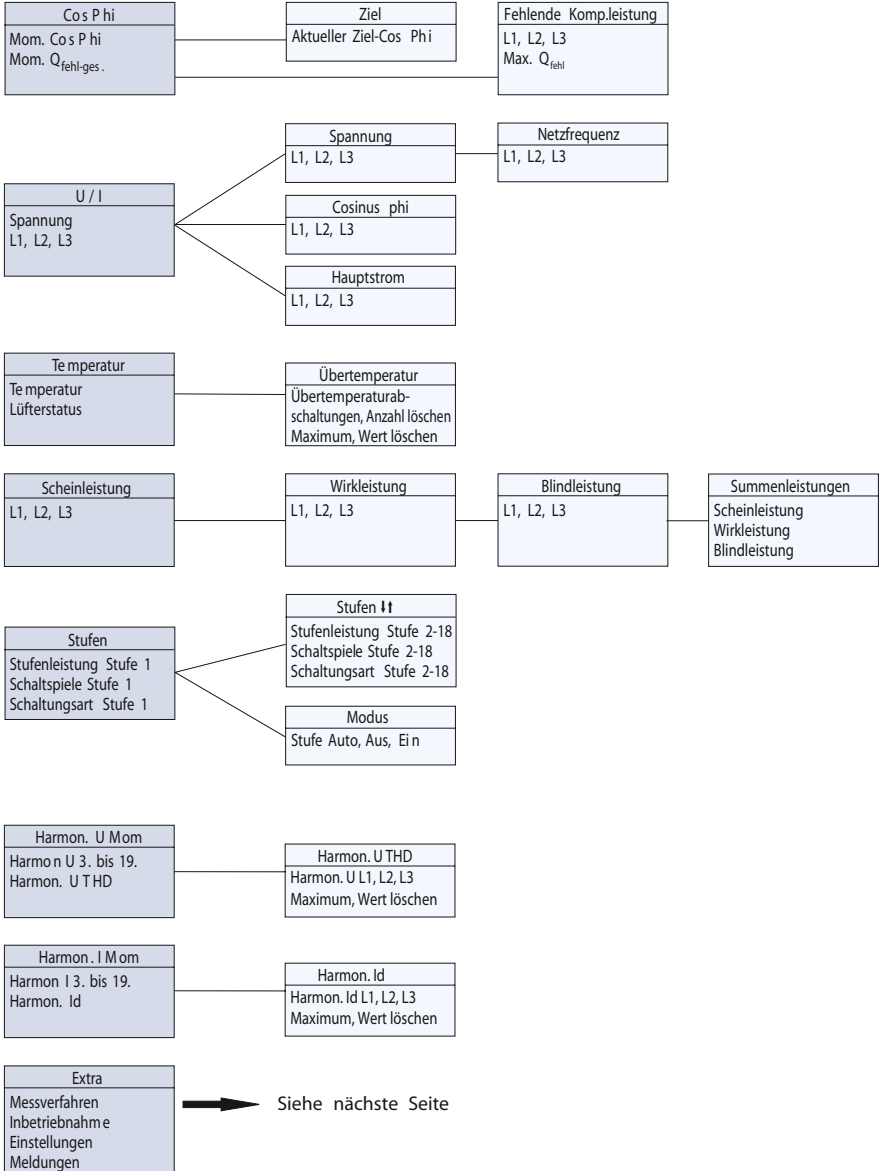 Cos Phi
Mom. Cos Phi
Mom. Qfehl-ges.
Ziel
Aktueller Ziel-Cos Phi
Fehlende Komp.leistung
L1, L2, L3
Max. Qfehl
U / I
Spannung
L1, L2, L3
Spannung
L1, L2, L3
Netzfrequenz
L1, L2, L3
Cosinus phi
L1, L2, L3
Hauptstrom
L1, L2, L3
Temperatur
Temperatur
Lüfterstatus
Übertemperatur
Übertemperaturab-
schaltungen, Anzahl löschen
Maximum, Wert löschen
Scheinleistung
L1, L2, L3
Wirkleistung
L1, L2, L3
Blindleistung
L1, L2, L3
Summenleistungen
Scheinleistung
Wirkleistung
Blindleistung
Stufen
Stufenleistung Stufe 1
Schaltspiele Stufe 1
Schaltungsart Stufe 1
Stufen ⬇⬆
Stufenleistung Stufe 2-18
Schaltspiele Stufe 2-18
Schaltungsart Stufe 2-18
Modus
Stufe Auto, Aus, Ein
Harmon. U Mom
Harmon U 3. bis 19.
Harmon. U THD
Harmon. U THD
Harmon. U L1, L2, L3
Maximum, Wert löschen
Harmon. I Mom
Harmon I 3. bis 19.
Harmon. Id
Harmon. Id
Harmon. Id L1, L2, L3
Maximum, Wert löschen
Extra
Messverfahren
Inbetriebnahme
Einstellungen
Meldungen
Siehe nächste Seite